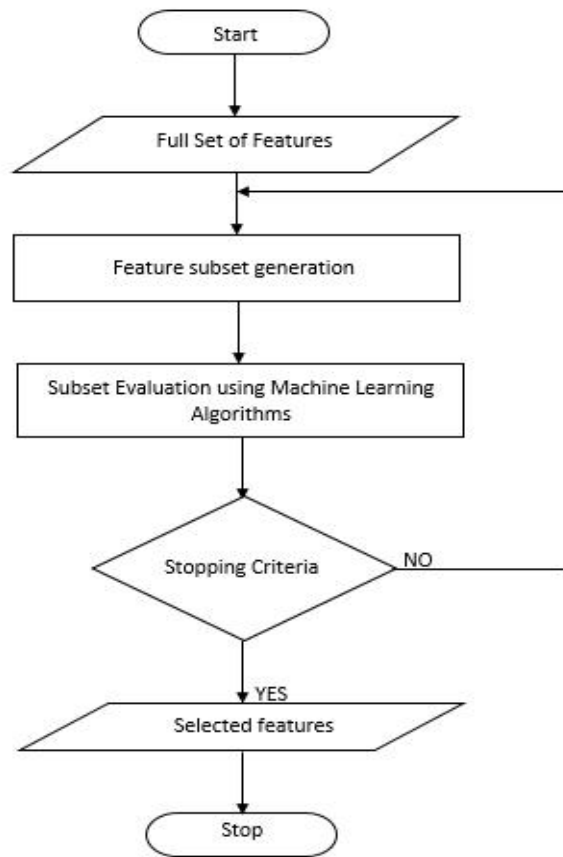 Start
Full Set of Features
Feature subset generation
Subset Evaluation using Machine Learning
Algorithms
Stopping Criteria
NO
YES
Selected features
Stop